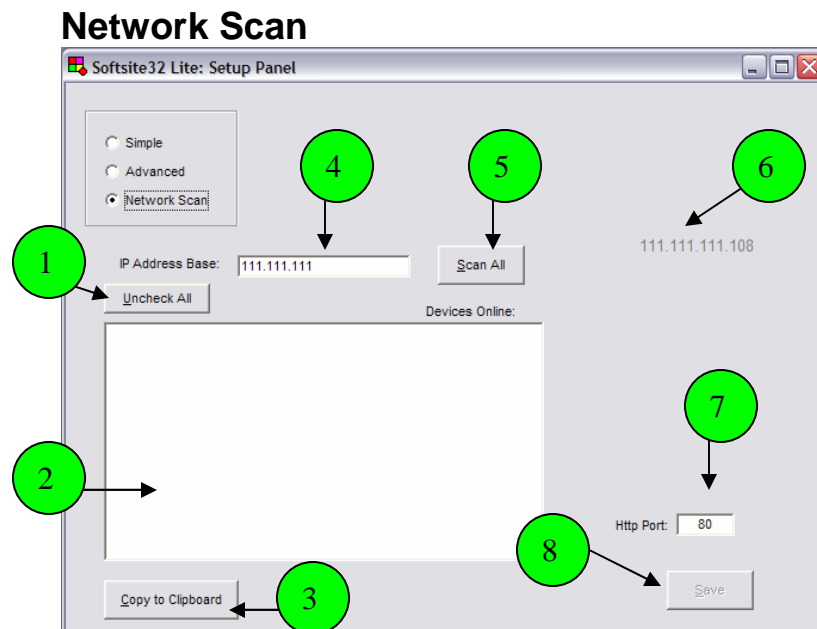 Network Scan
Softsite32 Lite: Setup Panel
Simple
Advanced
Network Scan
4
5
6
111.111.111.108
1
IP Address Base: 111.111.111
Scan All
Uncheck All
Devices Online:
7
2
Http Port: 80
8
Save
Copy to Clipboard
3